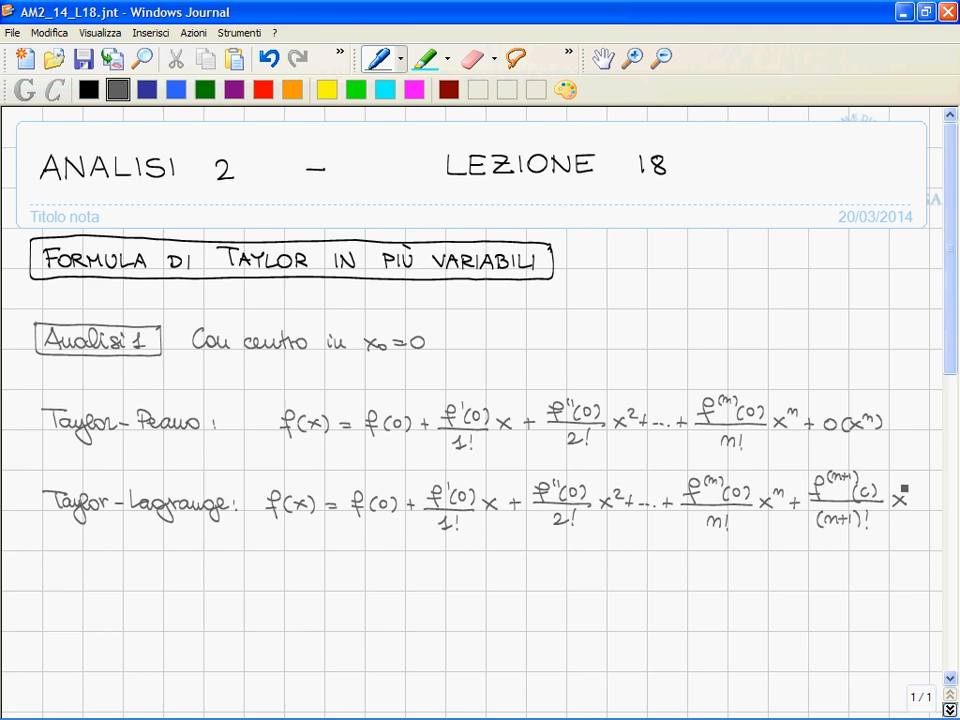 AM2_14_L18.jnt - Windows Journal
File Modifica Visualizza Inserisci Azioni Strumenti ?
G C
ANALISI 2 - LEZIONE 18
Titolo nota 20/03/2014
FORMULA DI TAYLOR IN PIÙ VARIABILI
Analisi 1 Con centro in x₀=0
Taylor-Peano: f(x) = f(0) + f'(0)/1! x + f''(0)/2! x² + ... + f⁽ⁿ⁾(0)/n! xⁿ + o(xⁿ)
Taylor-Lagrange: f(x) = f(0) + f'(0)/1! x + f''(0)/2! x² + ... + f⁽ⁿ⁾(0)/n! xⁿ + f⁽ⁿ⁺¹⁾(c)/(n+1)! x
1 / 1